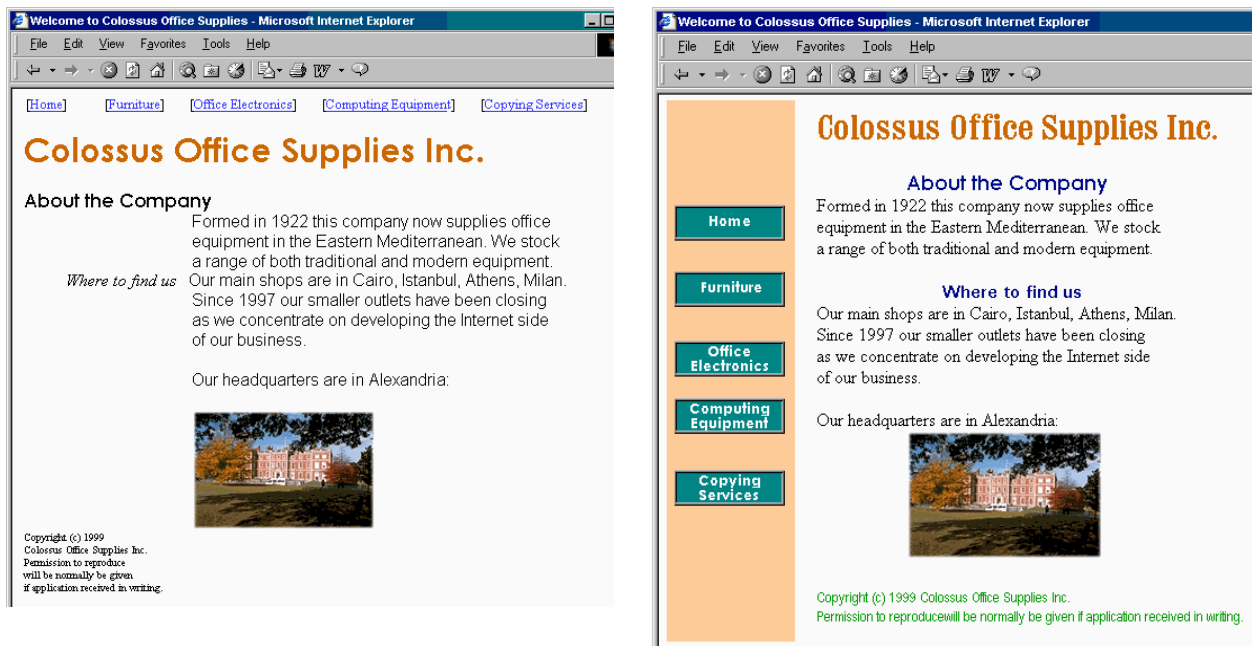 Welcome to Colossus Office Supplies - Microsoft Internet Explorer
File Edit View Favorites Tools Help
[Home] [Furniture] [Office Electronics] [Computing Equipment] [Copying Services]
Colossus Office Supplies Inc.
About the Company
Formed in 1922 this company now supplies office
equipment in the Eastern Mediterranean. We stock
a range of both traditional and modern equipment.
Where to find us Our main shops are in Cairo, Istanbul, Athens, Milan.
Since 1997 our smaller outlets have been closing
as we concentrate on developing the Internet side
of our business.
Our headquarters are in Alexandria:
Copyright (c) 1999
Colossus Office Supplies Inc.
Permission to reproduce
will be normally be given
if application received in writing.
Welcome to Colossus Office Supplies - Microsoft Internet Explorer
File Edit View Favorites Tools Help
Home
Furniture
Office
Electronics
Computing
Equipment
Copying
Services
Colossus Office Supplies Inc.
About the Company
Formed in 1922 this company now supplies office
equipment in the Eastern Mediterranean. We stock
a range of both traditional and modern equipment.
Where to find us
Our main shops are in Cairo, Istanbul, Athens, Milan.
Since 1997 our smaller outlets have been closing
as we concentrate on developing the Internet side
of our business.
Our headquarters are in Alexandria:
Copyright (c) 1999 Colossus Office Supplies Inc.
Permission to reproducewill be normally be given if application received in writing.